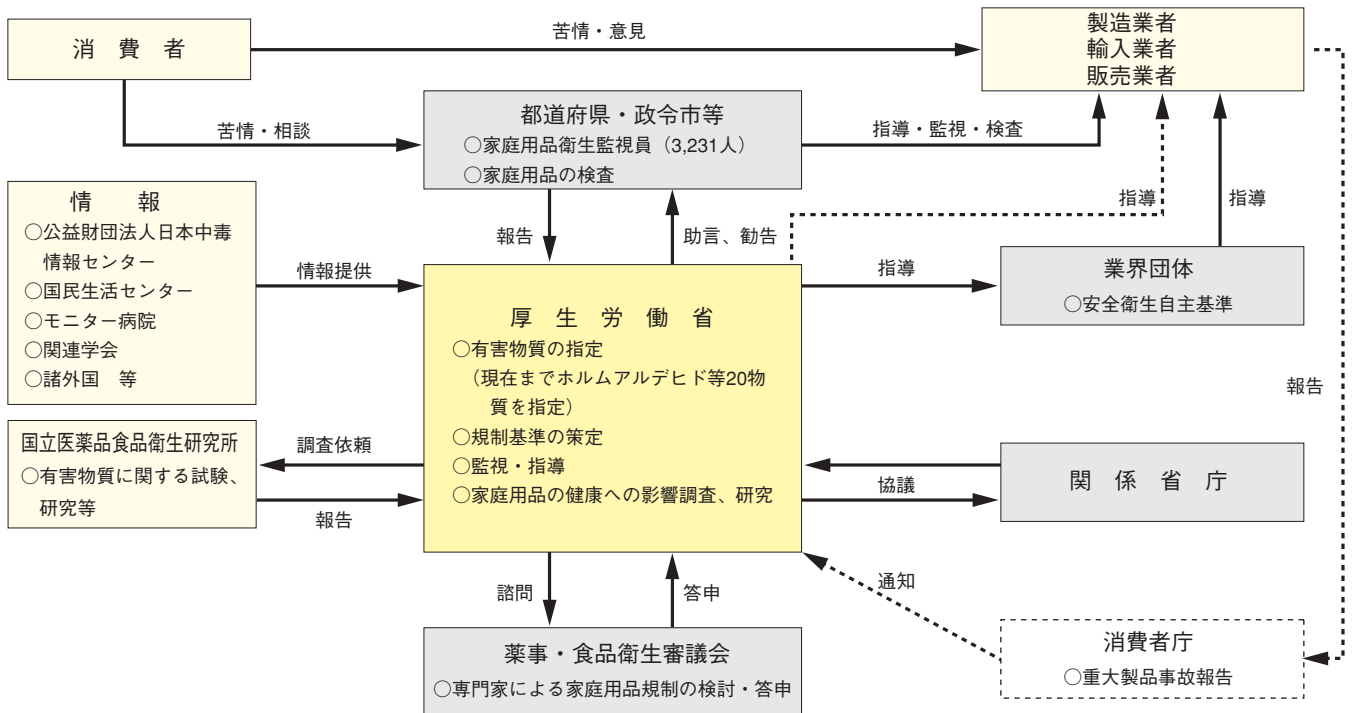 消　費　者
苦情・意見
製造業者
輸入業者
販売業者
苦情・相談
都道府県・政令市等
○家庭用品衛生監視員（3,231人）
○家庭用品の検査
指導・監視・検査
情　報
○公益財団法人日本中毒
情報センター
○国民生活センター
○モニター病院
○関連学会
○諸外国　等
情報提供
報告
助言、勧告
指導
指導
指導
業界団体
○安全衛生自主基準
厚　生　労　働　省
○有害物質の指定
（現在までホルムアルデヒド等20物
質を指定）
○規制基準の策定
○監視・指導
○家庭用品の健康への影響調査、研究
報告
国立医薬品食品衛生研究所
○有害物質に関する試験、
研究等
調査依頼
報告
協議
関　係　省　庁
諮問
答申
通知
薬事・食品衛生審議会
○専門家による家庭用品規制の検討・答申
消費者庁
○重大製品事故報告